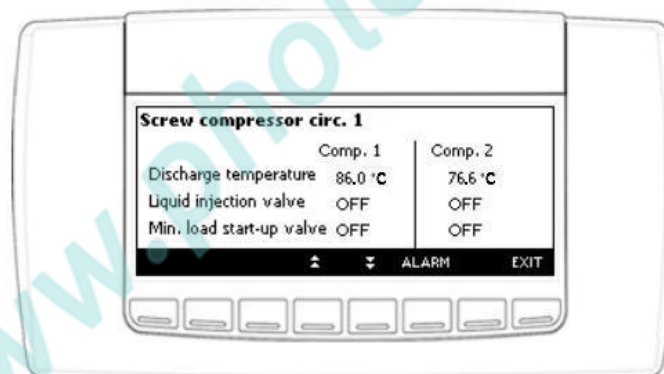 Screw compressor circ. 1
Comp. 1 Comp. 2
Discharge temperature 86.0 °C 76.6 °C
Liquid injection valve OFF OFF
Min. load start-up valve OFF OFF
ALARM EXIT